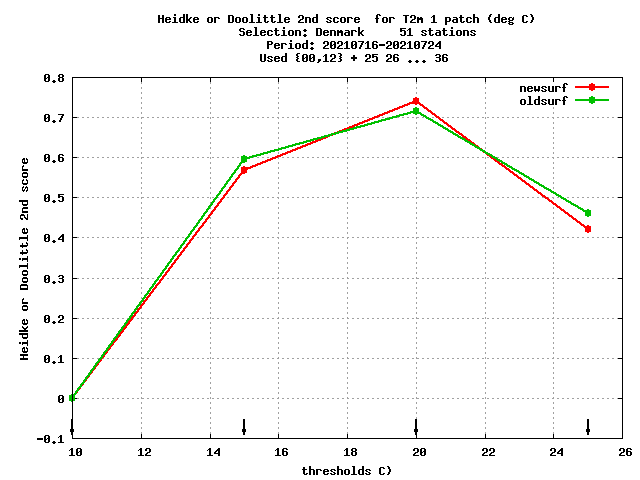 Heidke or Doolittle 2nd score  for T2m 1 patch (deg C)
Selection: Denmark     51 stations
Period: 20210716-20210724
Used {00,12} + 25 26 ... 36
newsurf
oldsurf
Heidke or Doolittle 2nd score
0.8
0.7
0.6
0.5
0.4
0.3
0.2
0.1
0
-0.1
10 12 14 16 18 20 22 24 26
thresholds C)